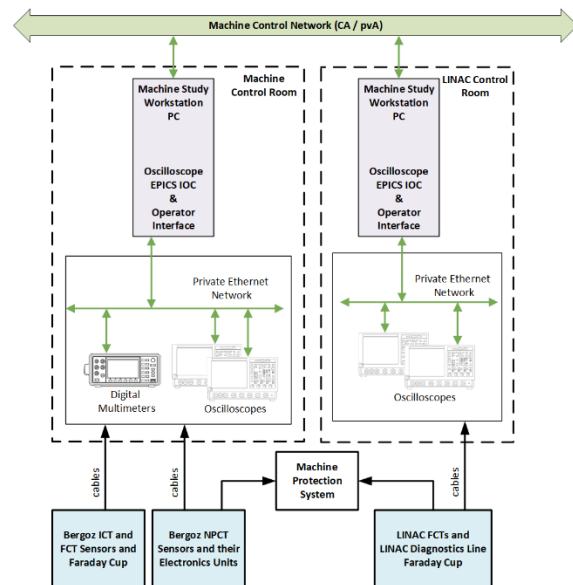 Machine Control Network (CA / pvA)
Machine
Control Room
Machine Study
Workstation
PC
Oscilloscope
EPICS IOC
&
Operator
Interface
Private Ethernet
Network
Digital
Multimeters
Oscilloscopes
LINAC Control
Room
Machine Study
Workstation
PC
Oscilloscope
EPICS IOC
&
Operator
Interface
Private Ethernet
Network
Oscilloscopes
cables
cables
cables
Machine
Protection
System
Bergoz ICT and
FCT Sensors and
Faraday Cup
Bergoz NPCT
Sensors and their
Electronics Units
LINAC FCTs and
LINAC Diagnostics Line
Faraday Cup